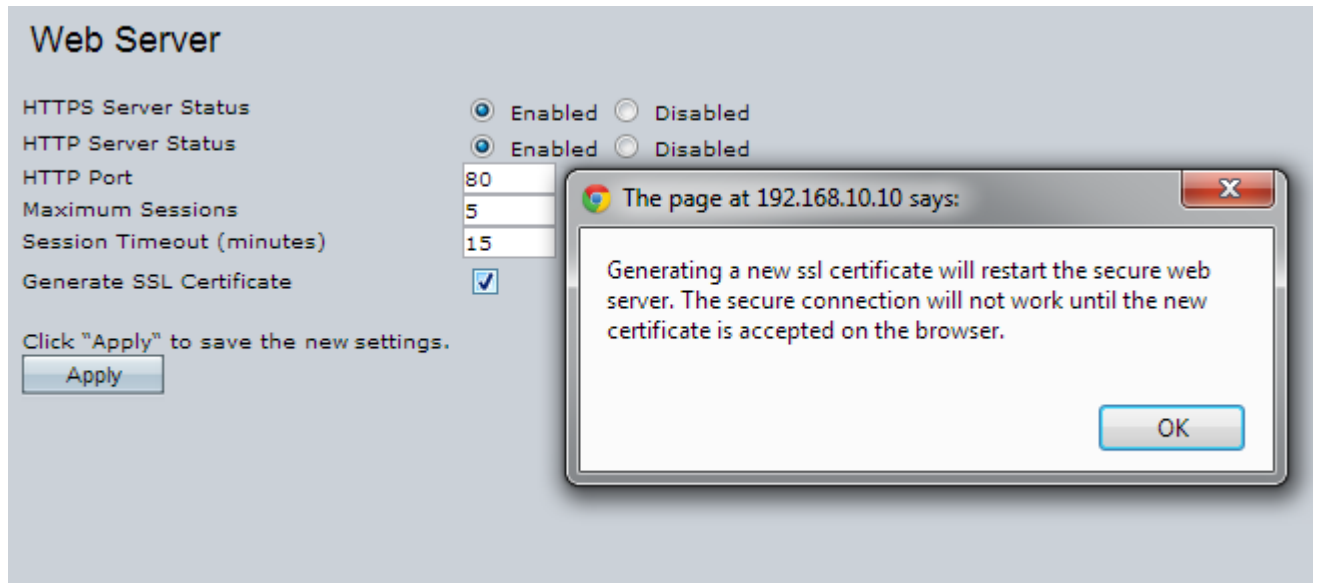 Web Server
HTTPS Server Status Enabled Disabled
HTTP Server Status Enabled Disabled
HTTP Port 80
Maximum Sessions 5
Session Timeout (minutes) 15
Generate SSL Certificate
Click "Apply" to save the new settings.
Apply
The page at 192.168.10.10 says:
X
Generating a new ssl certificate will restart the secure web
server. The secure connection will not work until the new
certificate is accepted on the browser.
OK